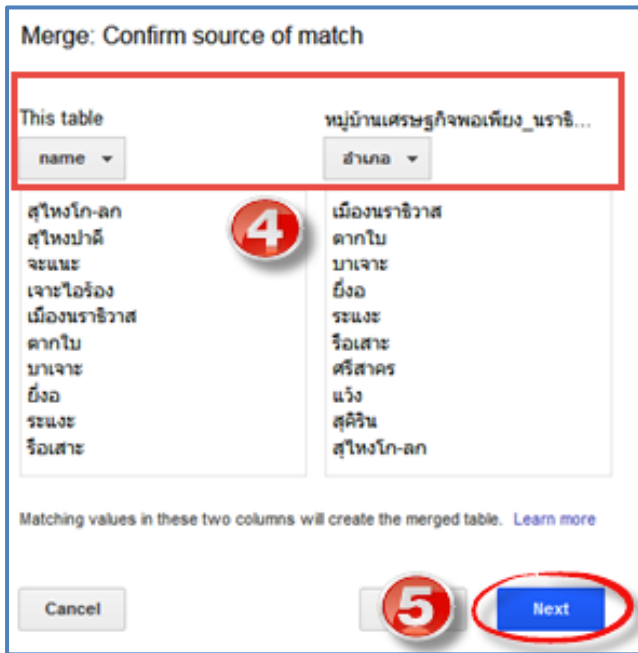 Merge: Confirm source of match
This table
หมู่บ้านเศรษฐกิจพอเพียง_นราธิ...
name
อำเภอ
สุไหงโก-ลก
สุไหงปาดี
จะแนะ
เจาะไอร้อง
เมืองนราธิวาส
ตากใบ
บาเจาะ
ยี่งอ
ระแงะ
รือเสาะ
4
เมืองนราธิวาส
ตากใบ
บาเจาะ
ยี่งอ
ระแงะ
รือเสาะ
ศรีสาคร
แว้ง
สุคิริน
สุไหงโก-ลก
Matching values in these two columns will create the merged table. Learn more
Cancel
5
Next